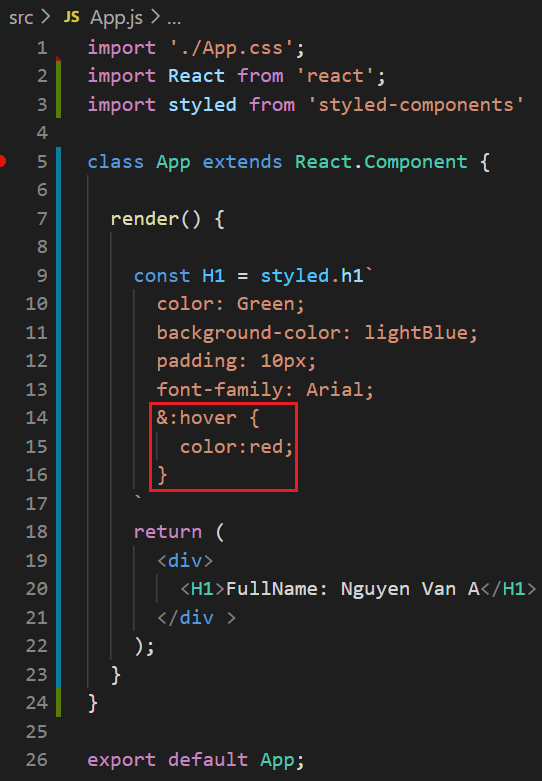 src > JS App.js > ...
1 import './App.css';
2 import React from 'react';
3 import styled from 'styled-components'
4
5 class App extends React.Component {
6
7 render() {
8
9 const H1 = styled.h1`
10 color: Green;
11 background-color: lightBlue;
12 padding: 10px;
13 font-family: Arial;
14 &:hover {
15 color:red;
16 }
17 `
18 return (
19 <div>
20 <H1>FullName: Nguyen Van A</H1>
21 </div >
22 );
23 }
24 }
25
26 export default App;